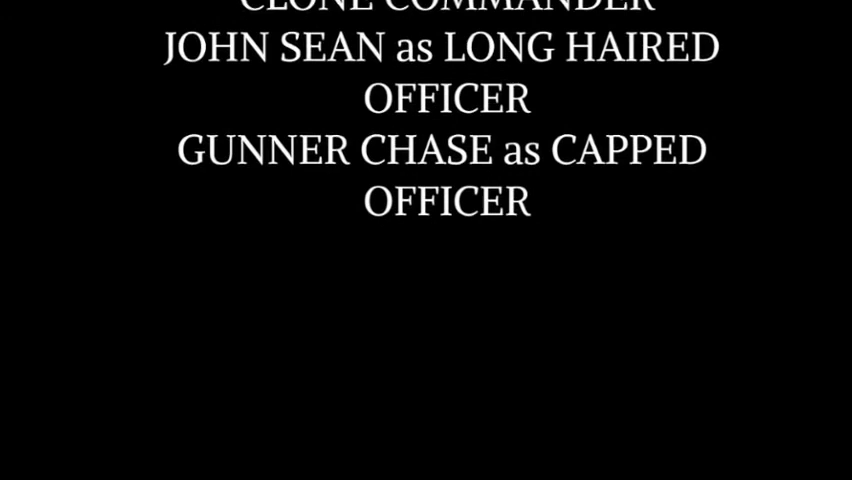 CLONE COMMANDER
JOHN SEAN as LONG HAIRED
OFFICER
GUNNER CHASE as CAPPED
OFFICER